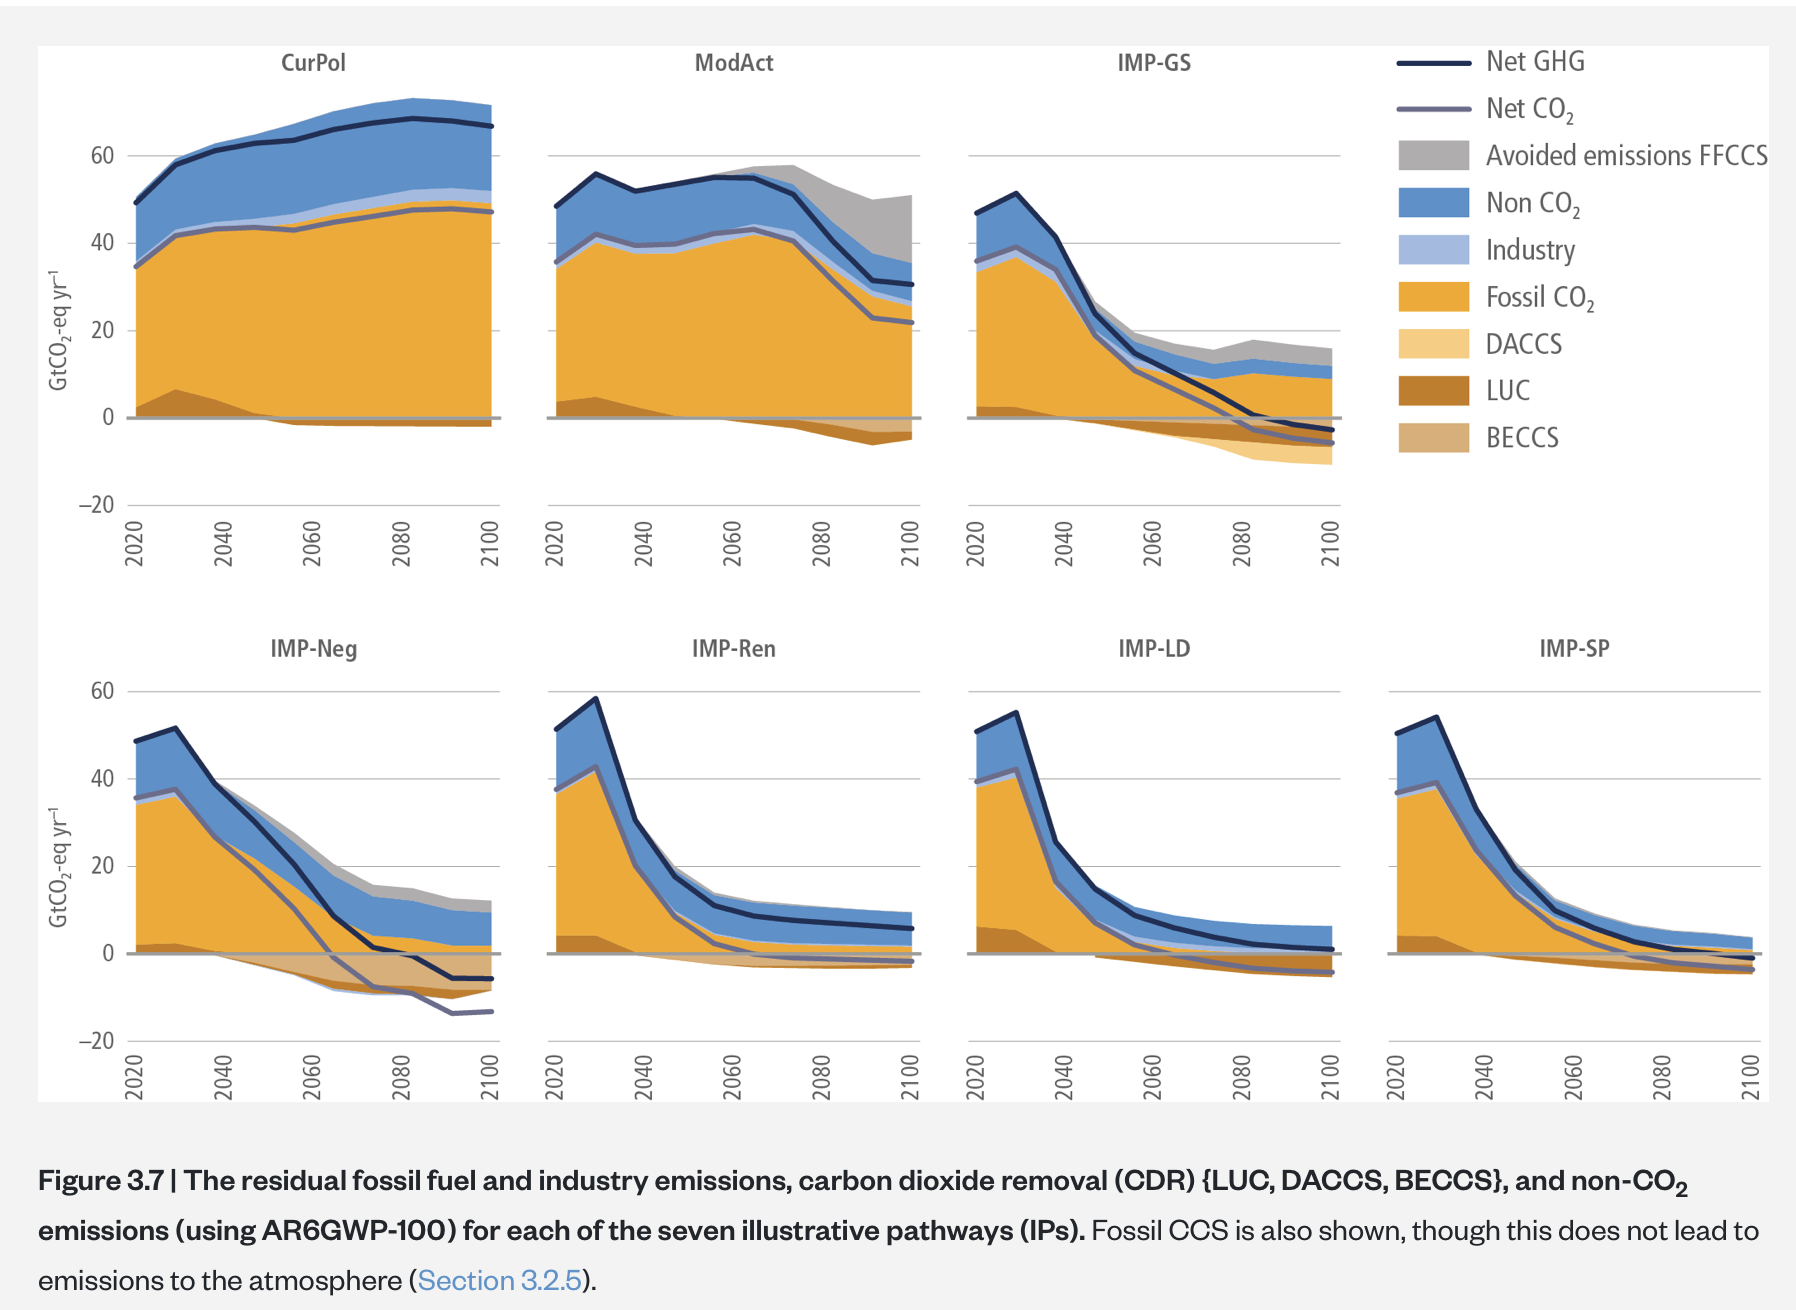 CurPol
ModAct
IMP-GS
Net GHG
Net CO₂
Avoided emissions FFCCS
Non CO₂
Industry
Fossil CO₂
DACCS
LUC
BECCS
GtCO₂-eq yr⁻¹
60
40
20
0
–20
2020 2040 2060 2080 2100
2020 2040 2060 2080 2100
2020 2040 2060 2080 2100
IMP-Neg
IMP-Ren
IMP-LD
IMP-SP
GtCO₂-eq yr⁻¹
60
40
20
0
–20
2020 2040 2060 2080 2100
2020 2040 2060 2080 2100
2020 2040 2060 2080 2100
2020 2040 2060 2080 2100
Figure 3.7 | The residual fossil fuel and industry emissions, carbon dioxide removal (CDR) {LUC, DACCS, BECCS}, and non-CO₂
emissions (using AR6GWP-100) for each of the seven illustrative pathways (IPs). Fossil CCS is also shown, though this does not lead to
emissions to the atmosphere (Section 3.2.5).